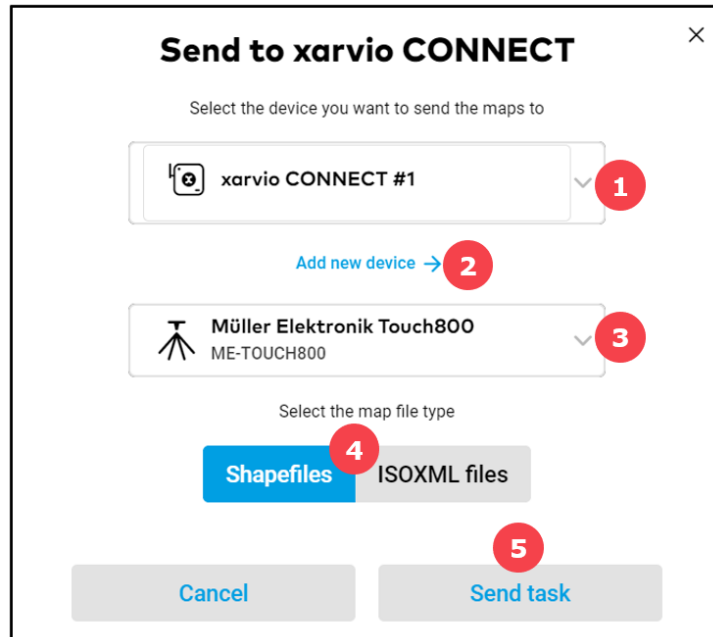 Send to xarvio CONNECT
Select the device you want to send the maps to
xarvio CONNECT #1
1
Add new device → 2
Müller Elektronik Touch800
ME-TOUCH800
3
Select the map file type
4
Shapefiles ISOXML files
5
Cancel Send task